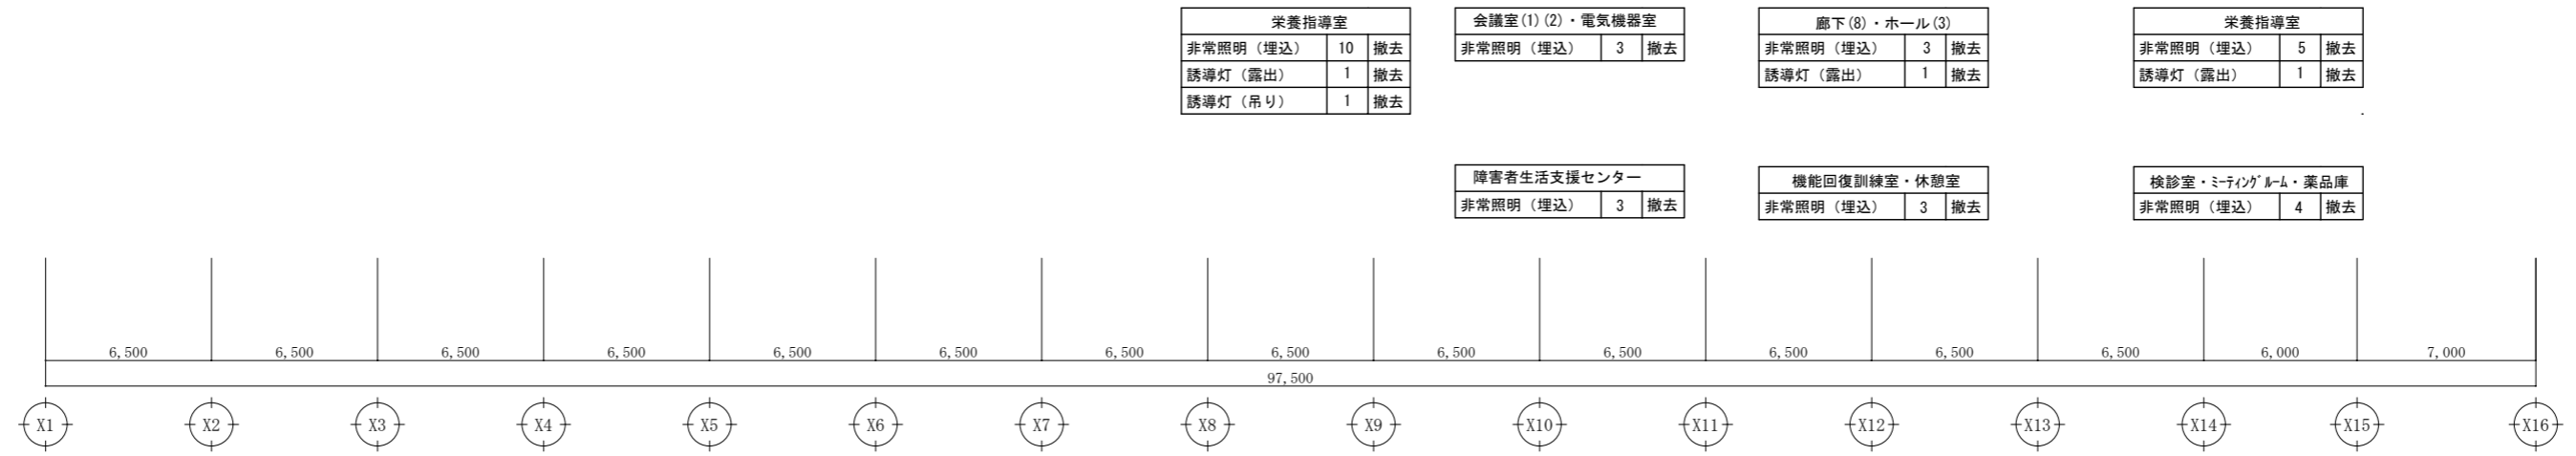 栄養指導室
非常照明（埋込） 10 撤去
誘導灯（露出） 1 撤去
誘導灯（吊り） 1 撤去
会議室(1)(2)・電気機器室
非常照明（埋込） 3 撤去
廊下(8)・ホール(3)
非常照明（埋込） 3 撤去
誘導灯（露出） 1 撤去
栄養指導室
非常照明（埋込） 5 撤去
誘導灯（露出） 1 撤去
障害者生活支援センター
非常照明（埋込） 3 撤去
機能回復訓練室・休憩室
非常照明（埋込） 3 撤去
検診室・ﾐｰﾃｨﾝｸﾞﾙｰﾑ・薬品庫
非常照明（埋込） 4 撤去
6,500 6,500 6,500 6,500 6,500 6,500 6,500 6,500 6,500 6,500 6,500 6,500 6,500 6,000 7,000
97,500
X1 X2 X3 X4 X5 X6 X7 X8 X9 X10 X11 X12 X13 X14 X15 X16